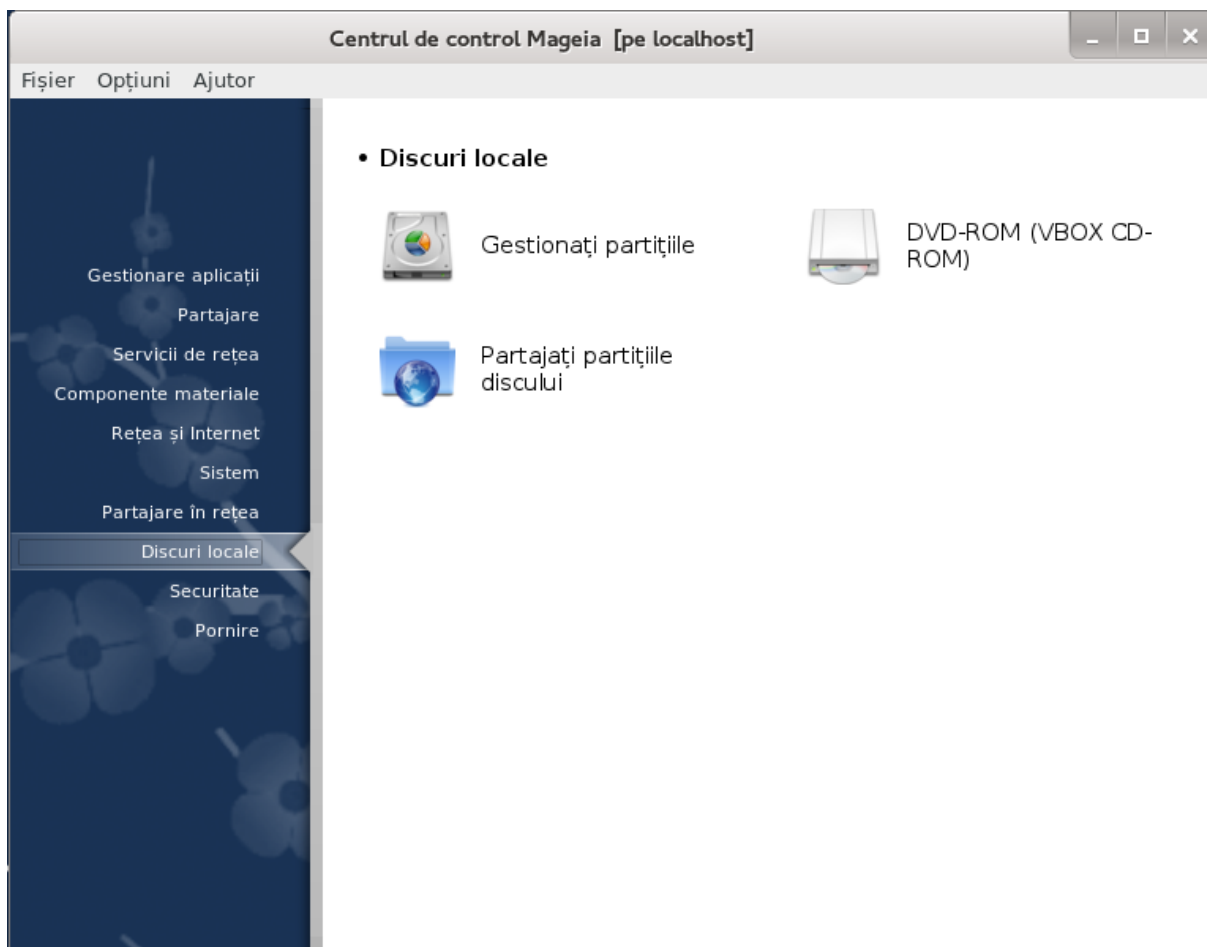 Centrul de control Mageia [pe localhost]
Fișier Opțiuni Ajutor
Gestionare aplicații
Partajare
Servicii de rețea
Componente materiale
Rețea și Internet
Sistem
Partajare în rețea
Discuri locale
Securitate
Pornire
• Discuri locale
Gestionați partițiile
DVD-ROM (VBOX CD-
ROM)
Partajați partițiile
discului